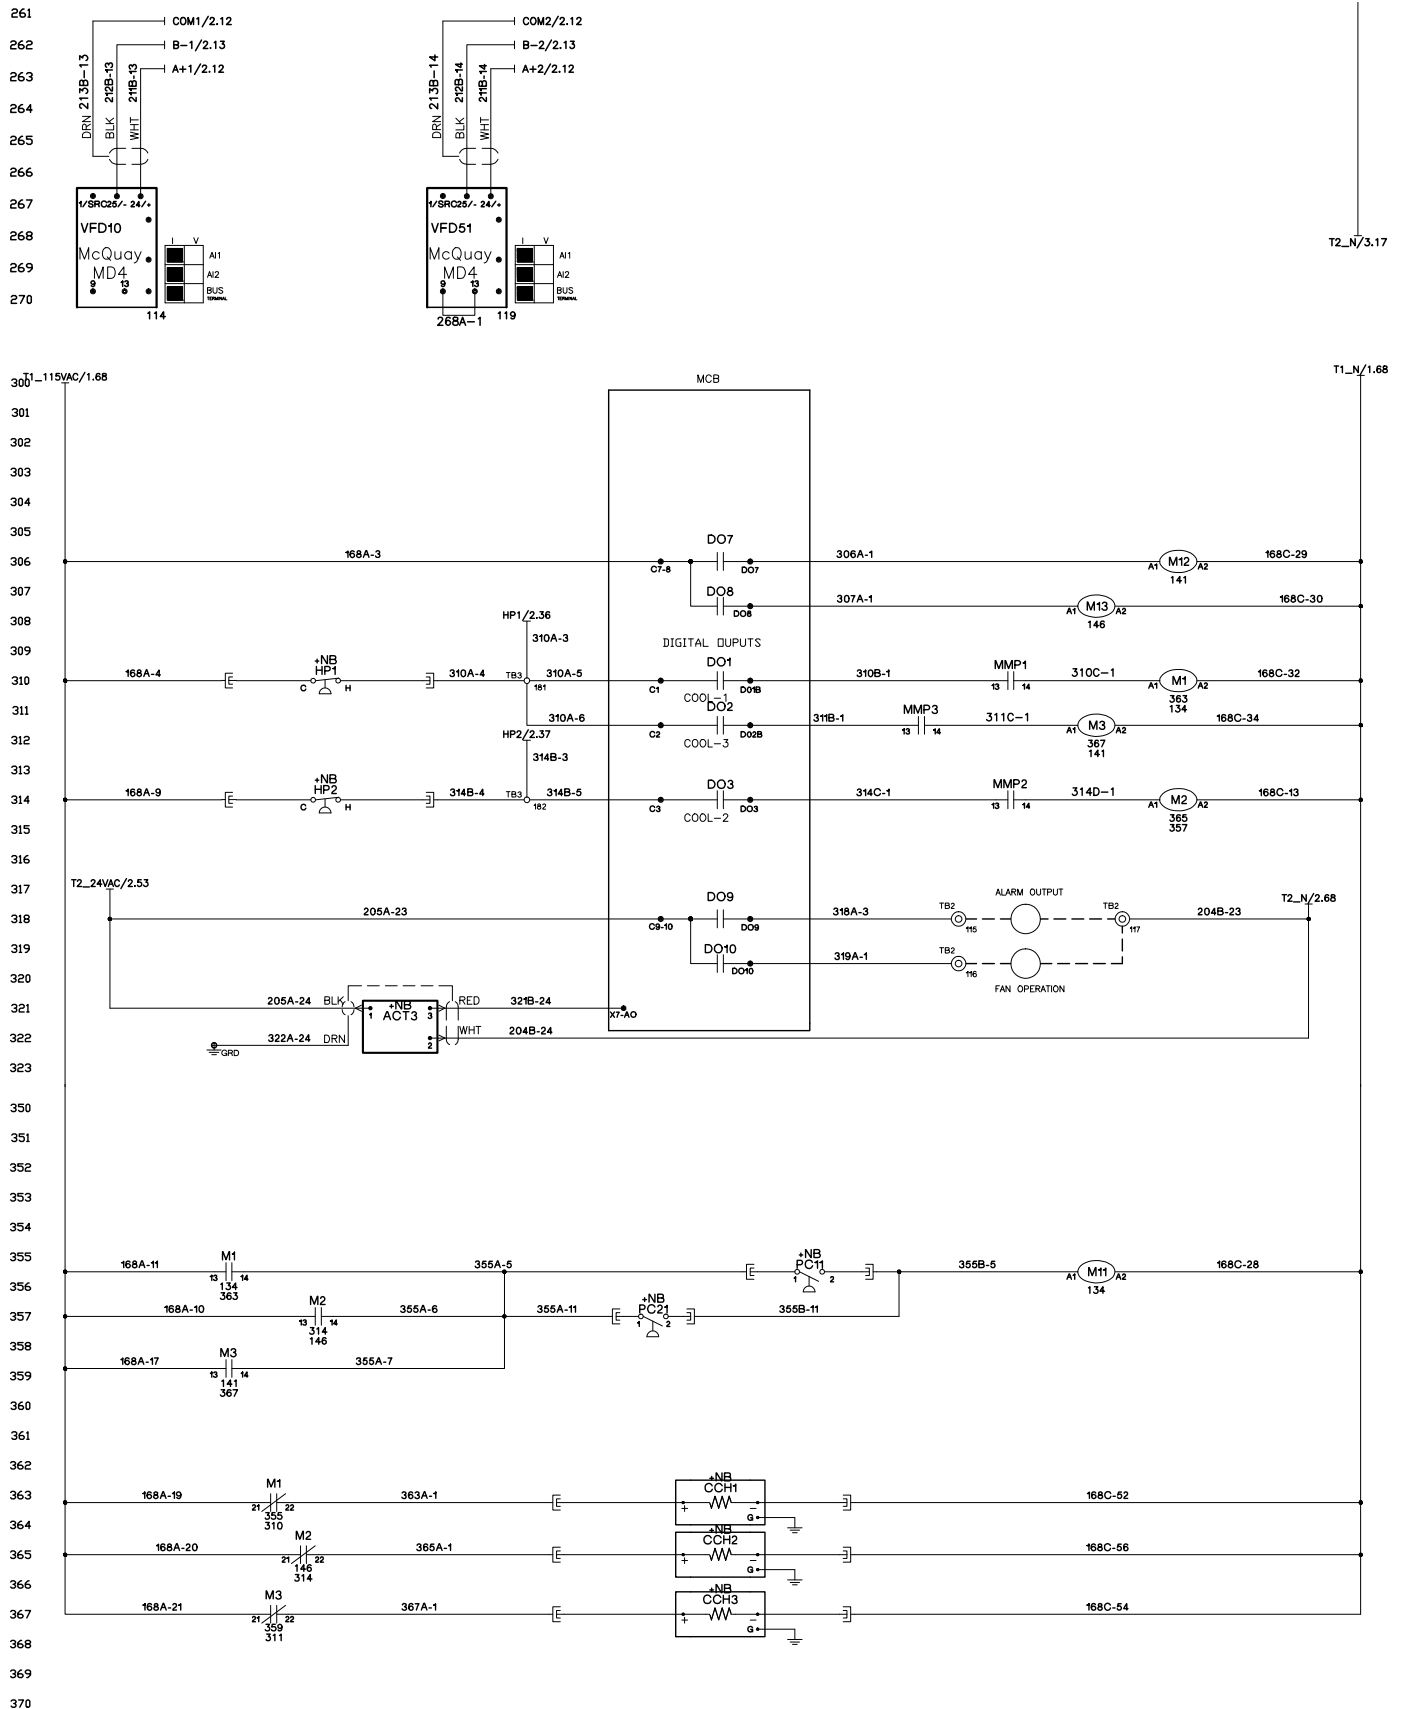 261
COM1/2.12
COM2/2.12
262
B-1/2.13
B-2/2.13
263
A+1/2.12
A+2/2.12
264
DRN 213B-13
BLK 212B-13
WHT 211B-13
DRN 213B-14
BLK 212B-14
WHT 211B-14
265
266
267
1/SRC25/- 24/+
1/SRC25/- 24/+
VFD10
VFD51
268
I V
I V
T2_N/3.17
McQuay
AI1
McQuay
AI1
269
MD4
AI2
MD4
AI2
9 13
BUS
TERMINAL
9 13
BUS
TERMINAL
270
114
268A-1
119
T1_115VAC/1.68
MCB
T1_N/1.68
300
301
302
303
304
305
DO7
306
168A-3
306A-1
M12
168C-29
C7-8
DO7
A1 A2
141
307
DO8
307A-1
M13
168C-30
DO8
A1 A2
146
308
HP1/2.36
310A-3
309
DIGITAL OUPUTS
+NB
HP1
DO1
MMP1
310
168A-4
310A-4
TB3
310A-5
310B-1
310C-1
M1
168C-32
C H
181
C1
DO1B
13 14
A1 A2
COOL-1
363
134
311
DO2
MMP3
310A-6
311B-1
311C-1
M3
168C-34
C2
DO2B
13 14
A1 A2
312
HP2/2.37
COOL-3
367
141
314B-3
313
+NB
HP2
DO3
MMP2
314
168A-9
314B-4
TB3
314B-5
314C-1
314D-1
M2
168C-13
C H
182
C3
DO3
13 14
A1 A2
COOL-2
365
357
315
316
317
T2_24VAC/2.53
DO9
ALARM OUTPUT
T2_N/2.68
318
205A-23
318A-3
TB2
TB2
204B-23
C9-10
DO9
115
117
319
DO10
319A-1
TB2
DO10
116
320
FAN OPERATION
321
205A-24
BLK
+NB
ACT3
RED
321B-24
1 3
X7-AO
322
322A-24
DRN
2
WHT
204B-24
GRD
323
350
351
352
353
354
355
M1
+NB
PC11
168A-11
355A-5
355B-5
M11
168C-28
356
13 14
1 2
A1 A2
134
363
134
357
M2
+NB
PC21
168A-10
355A-6
355A-11
355B-11
13 14
1 2
314
146
358
M3
168A-17
355A-7
359
13 14
141
367
360
361
362
M1
+NB
CCH1
363
168A-19
363A-1
168C-52
21 22
+ -
355
310
G
364
M2
+NB
CCH2
365
168A-20
365A-1
168C-56
21 22
+ -
146
314
G
366
M3
+NB
CCH3
367
168A-21
367A-1
168C-54
21 22
+ -
359
311
G
368
369
370